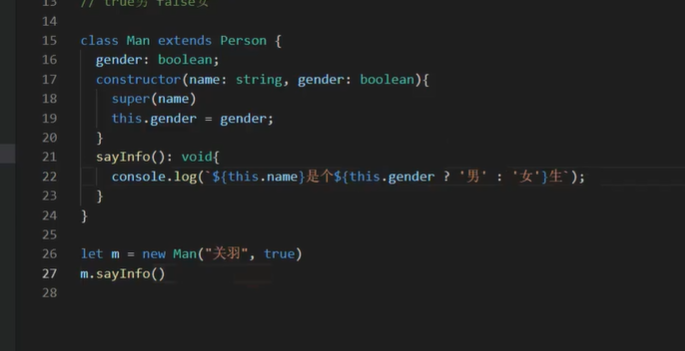 13 // true男 false女
14
15 class Man extends Person {
16 gender: boolean;
17 constructor(name: string, gender: boolean){
18 super(name)
19 this.gender = gender;
20 }
21 sayInfo(): void{
22 console.log(`${this.name}是个${this.gender ? '男' : '女'}生`);
23 }
24 }
25
26 let m = new Man("关羽", true)
27 m.sayInfo()
28